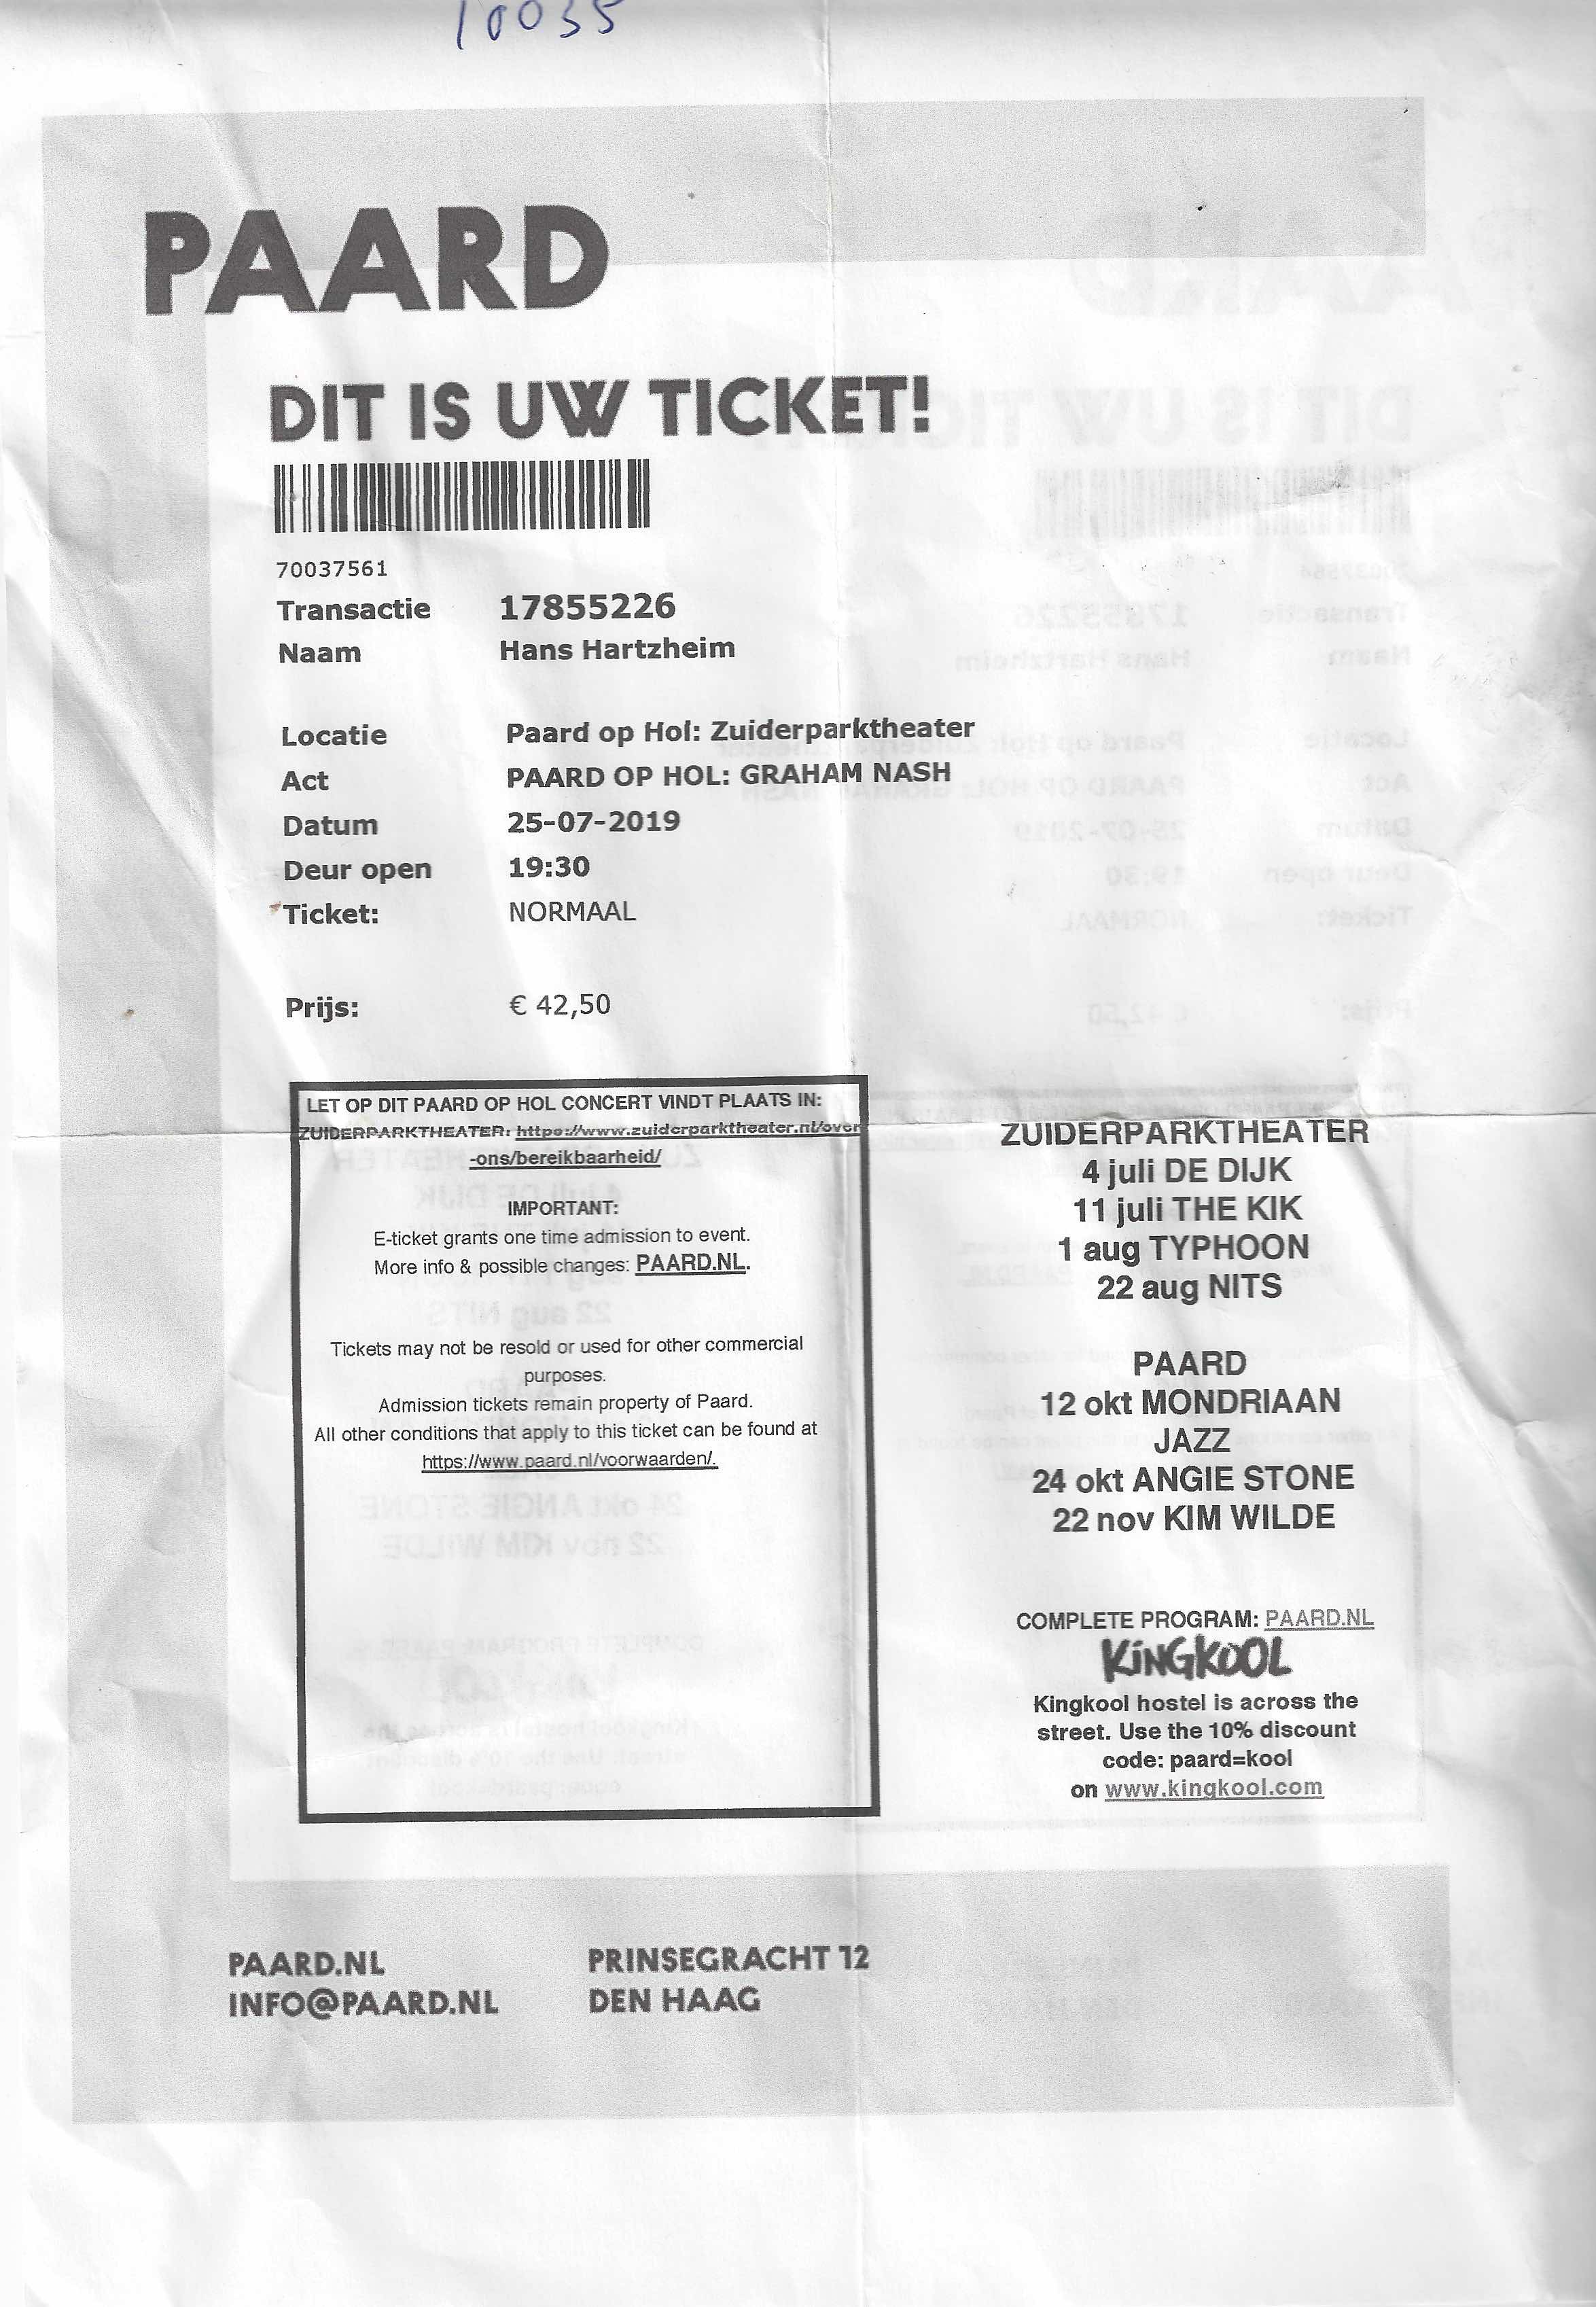 10035
PAARD
DIT IS UW TICKET!
70037561
Transactie 17855226
Naam Hans Hartzheim
Locatie Paard op Hol: Zuiderparktheater
Act PAARD OP HOL: GRAHAM NASH
Datum 25-07-2019
Deur open 19:30
Ticket: NORMAAL
Prijs: € 42,50
LET OP DIT PAARD OP HOL CONCERT VINDT PLAATS IN:
ZUIDERPARKTHEATER: https://www.zuiderparktheater.nl/over
-ons/bereikbaarheid/
IMPORTANT:
E-ticket grants one time admission to event.
More info & possible changes: PAARD.NL.
Tickets may not be resold or used for other commercial
purposes.
Admission tickets remain property of Paard.
All other conditions that apply to this ticket can be found at
https://www.paard.nl/voorwaarden/.
ZUIDERPARKTHEATER
4 juli DE DIJK
11 juli THE KIK
1 aug TYPHOON
22 aug NITS
PAARD
12 okt MONDRIAAN
JAZZ
24 okt ANGIE STONE
22 nov KIM WILDE
COMPLETE PROGRAM: PAARD.NL
KiNGKOOL
Kingkool hostel is across the
street. Use the 10% discount
code: paard=kool
on www.kingkool.com
PAARD.NL
INFO@PAARD.NL
PRINSEGRACHT 12
DEN HAAG